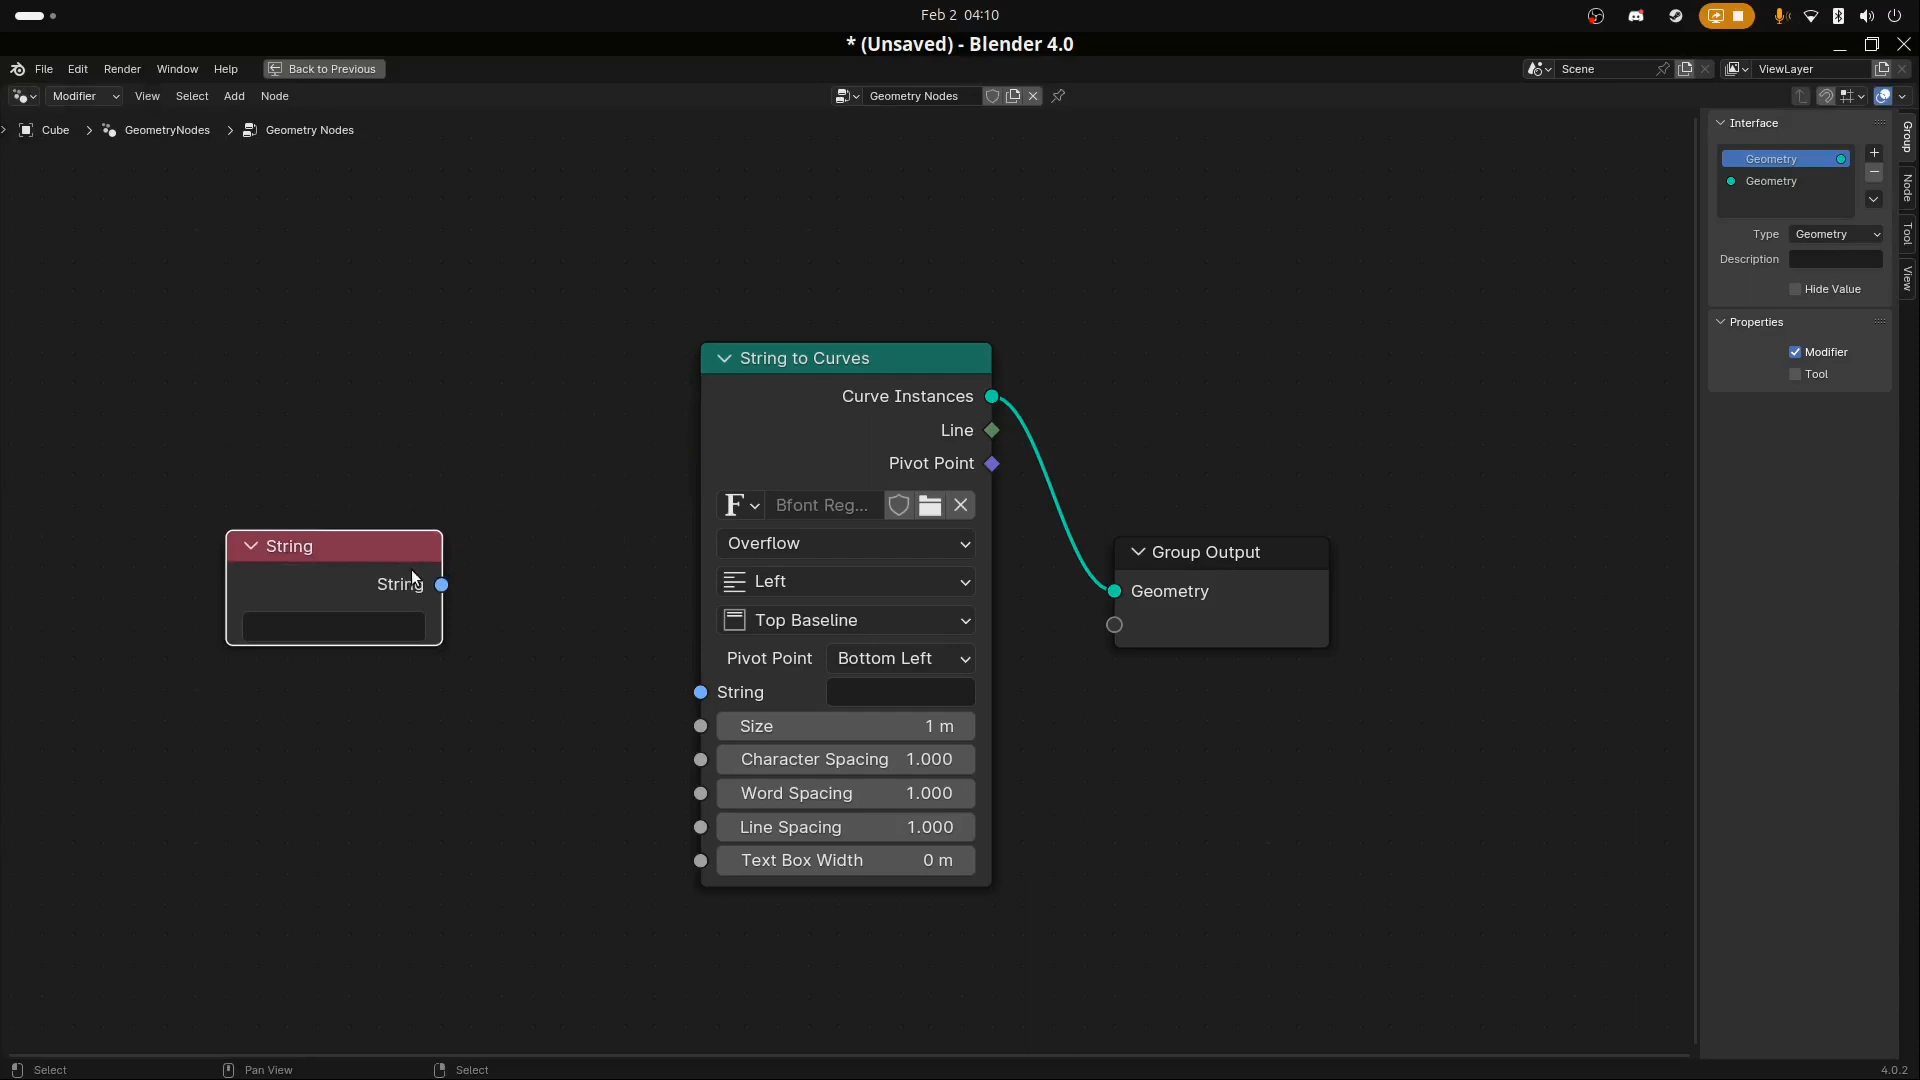 Feb 2 04:10
* (Unsaved) - Blender 4.0
File Edit Render Window Help Back to Previous Scene ViewLayer
Modifier View Select Add Node Geometry Nodes
Cube GeometryNodes Geometry Nodes
Interface
Geometry
Geometry
Type Geometry
Description
Hide Value
Properties
Modifier
Tool
Group
Node
Tool
View
String to Curves
Curve Instances
Line
Pivot Point
F Bfont Reg...
Overflow
Left
Top Baseline
Pivot Point Bottom Left
String
Size 1 m
Character Spacing 1.000
Word Spacing 1.000
Line Spacing 1.000
Text Box Width 0 m
String
String
Group Output
Geometry
Select Pan View Select 4.0.2